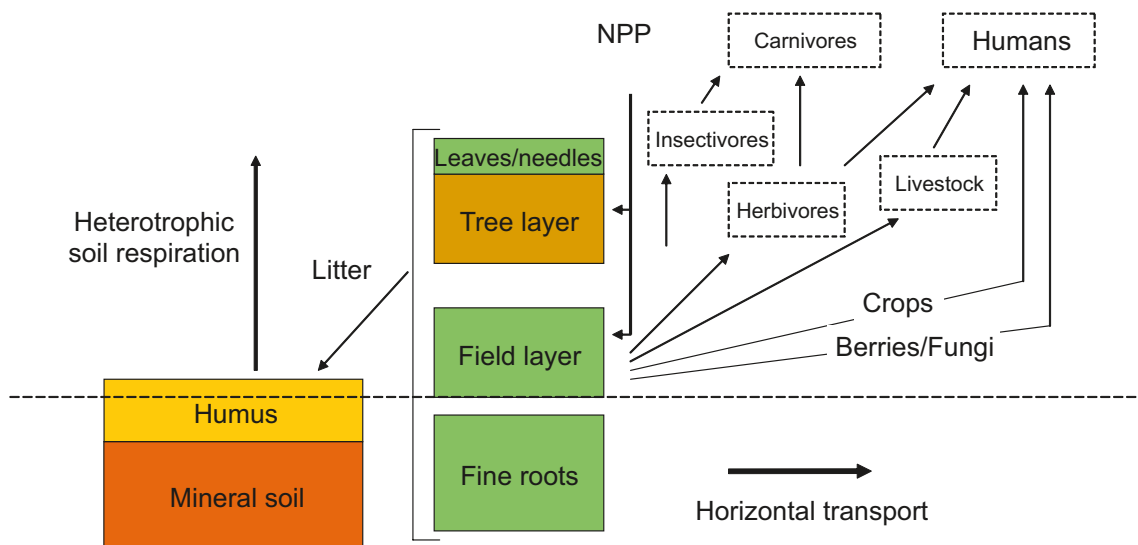 NPP
Carnivores
Humans
Insectivores
Leaves/needles
Livestock
Herbivores
Tree layer
Heterotrophic
soil respiration
Litter
Crops
Berries/Fungi
Field layer
Humus
Fine roots
Mineral soil
Horizontal transport